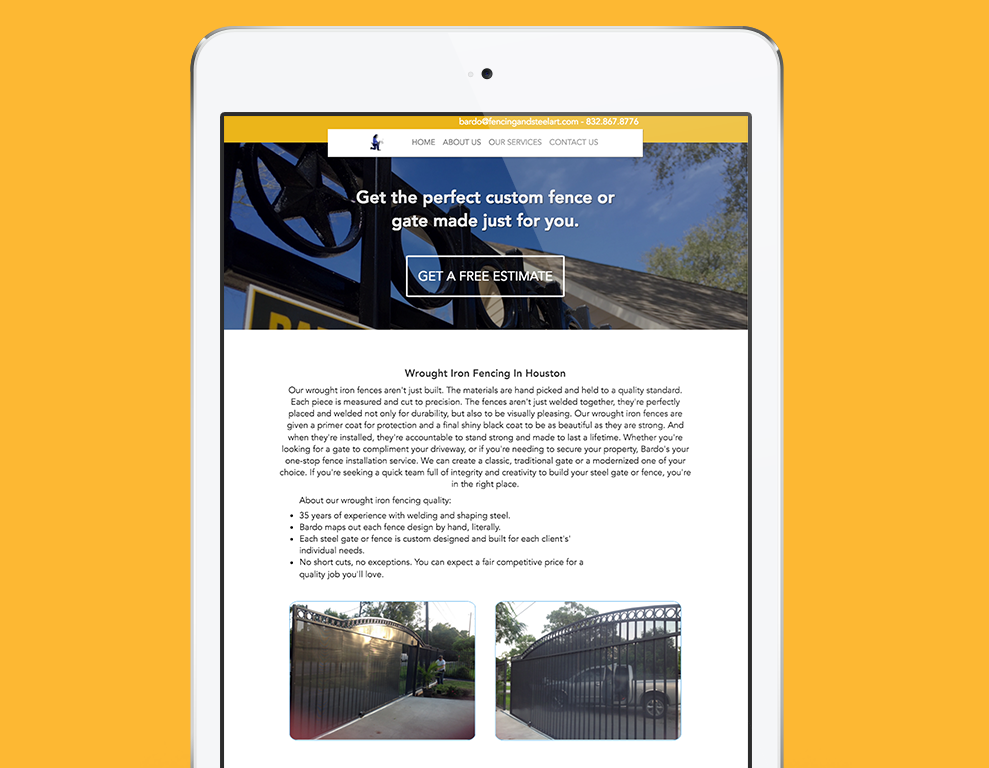 bardo@fencingandsteelart.com - 832.867.8776
HOME ABOUT US OUR SERVICES CONTACT US
Get the perfect custom fence or
gate made just for you.
GET A FREE ESTIMATE
Wrought Iron Fencing In Houston
Our wrought iron fences aren't just built. The materials are hand picked and held to a quality standard.
Each piece is measured and cut to precision. The fences aren't just welded together, they're perfectly
placed and welded not only for durability, but also to be visually pleasing. Our wrought iron fences are
given a primer coat for protection and a final shiny black coat to be as beautiful as they are strong. And
when they're installed, they're accountable to stand strong and made to last a lifetime. Whether you're
looking for a gate to compliment your driveway, or if you're needing to secure your property, Bardo's your
one-stop fence installation service. We can create a classic, traditional gate or a modernized one of your
choice. If you're seeking a quick team full of integrity and creativity to build your steel gate or fence, you're
in the right place.
About our wrought iron fencing quality:
• 35 years of experience with welding and shaping steel.
• Bardo maps out each fence design by hand, literally.
• Each steel gate or fence is custom designed and built for each client's'
individual needs.
• No short cuts, no exceptions. You can expect a fair competitive price for a
quality job you'll love.